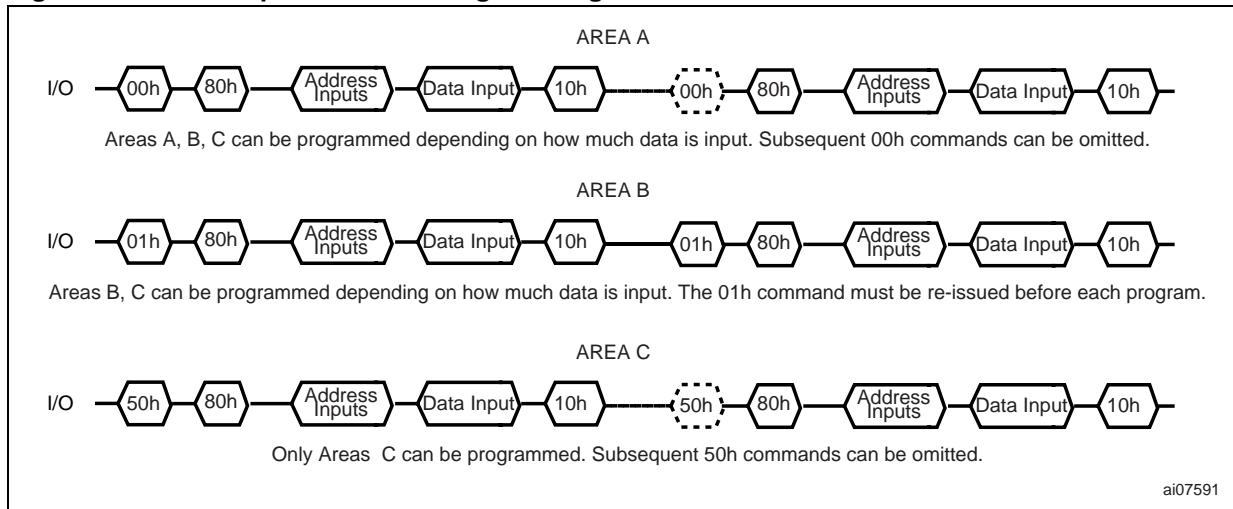 AREA A
I/O 00h 80h Address Inputs Data Input 10h 00h 80h Address Inputs Data Input 10h
Areas A, B, C can be programmed depending on how much data is input. Subsequent 00h commands can be omitted.
AREA B
I/O 01h 80h Address Inputs Data Input 10h 01h 80h Address Inputs Data Input 10h
Areas B, C can be programmed depending on how much data is input. The 01h command must be re-issued before each program.
AREA C
I/O 50h 80h Address Inputs Data Input 10h 50h 80h Address Inputs Data Input 10h
Only Areas C can be programmed. Subsequent 50h commands can be omitted.
ai07591